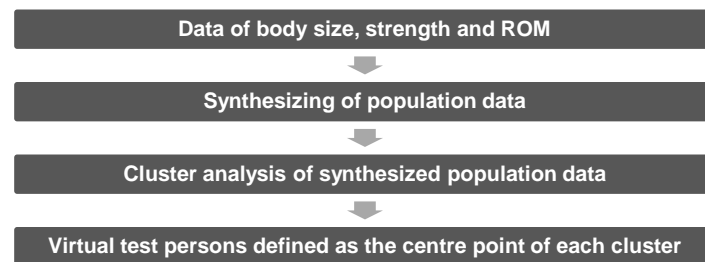 Data of body size, strength and ROM
Synthesizing of population data
Cluster analysis of synthesized population data
Virtual test persons defined as the centre point of each cluster